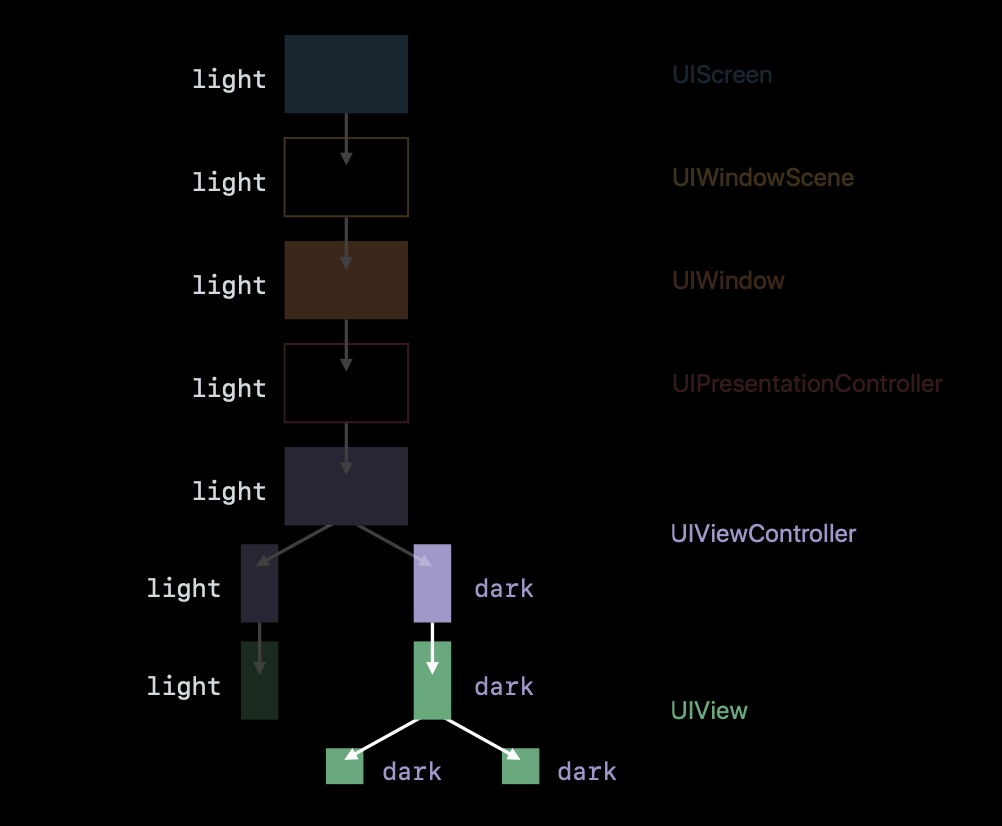 light UIScreen
light UIWindowScene
light UIWindow
light UIPresentationController
light
UIViewController
light dark
light dark
UIView
dark dark